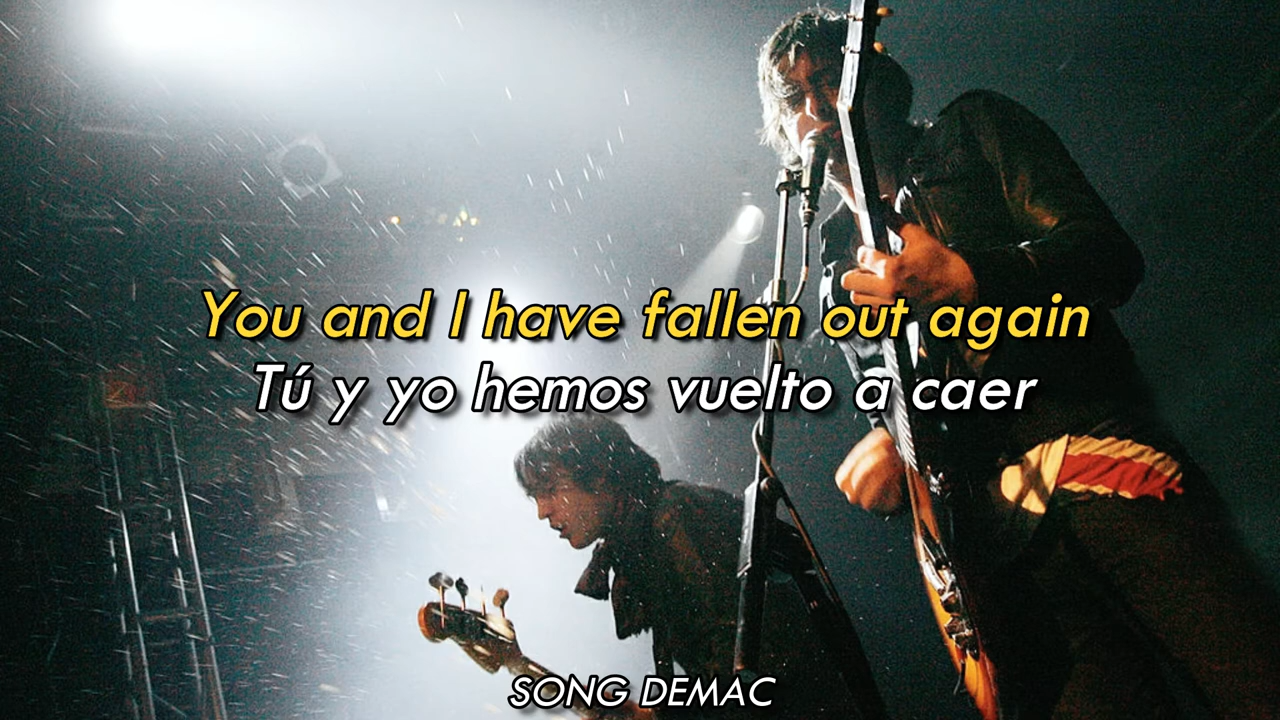 You and I have fallen out again
Tú y yo hemos vuelto a caer
SONG DEMAC